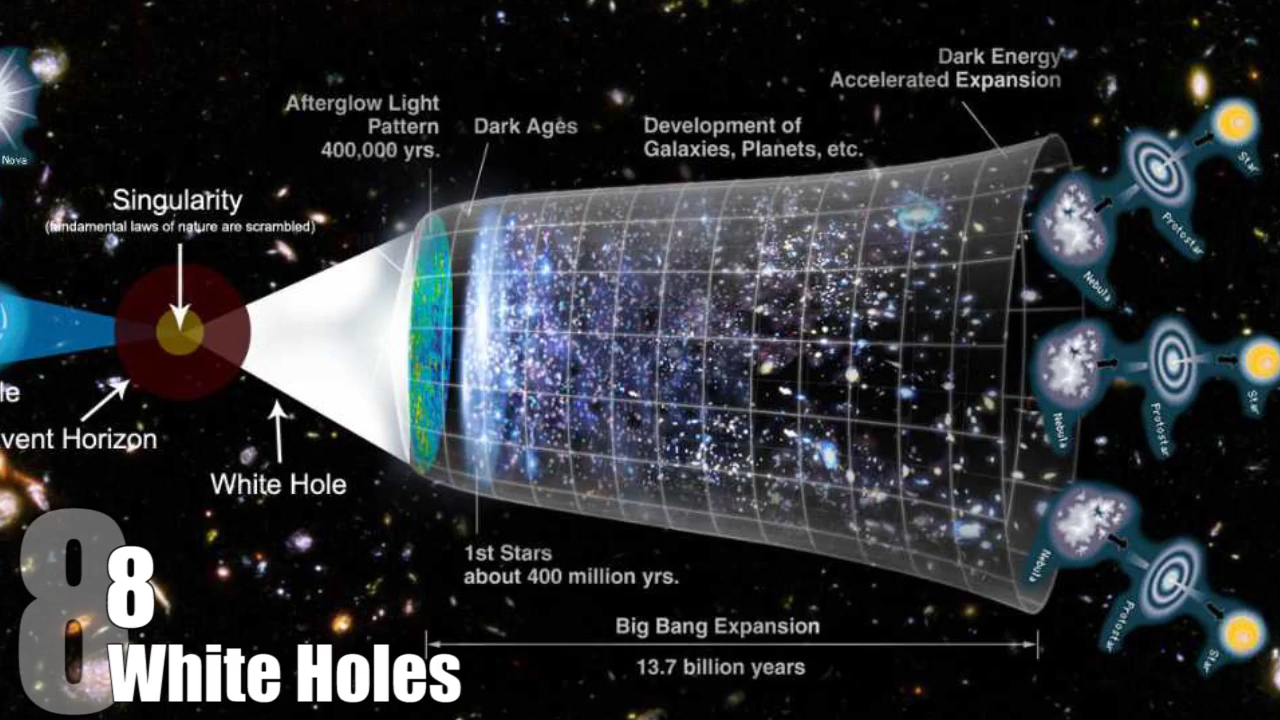 Dark Energy
Accelerated Expansion
Afterglow Light
Pattern
400,000 yrs.
Dark Ages
Development of
Galaxies, Planets, etc.
Nova
Star
Protostar
Nebula
Singularity
(fundamental laws of nature are scrambled)
le
vent Horizon
White Hole
Nebula
Protostar
Star
Nebula
Protostar
Star
1st Stars
about 400 million yrs.
Big Bang Expansion
13.7 billion years
8
8
White Holes